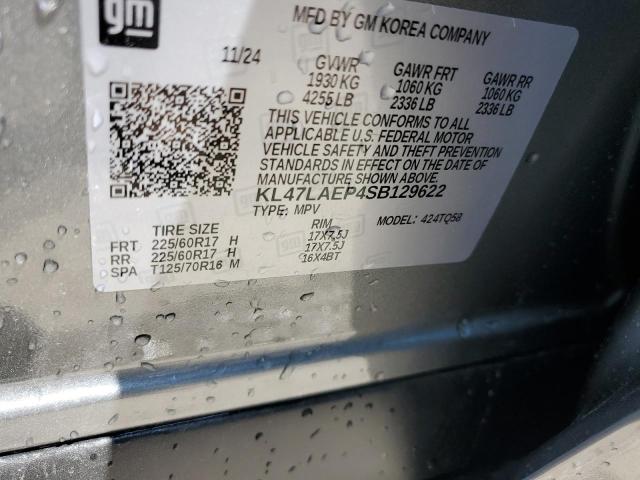 gm
MFD BY GM KOREA COMPANY
11/24 GVWR GAWR FRT GAWR RR
1930 KG 1060 KG 1060 KG
4255 LB 2336 LB 2336 LB
THIS VEHICLE CONFORMS TO ALL
APPLICABLE U.S. FEDERAL MOTOR
VEHICLE SAFETY AND THEFT PREVENTION
STANDARDS IN EFFECT ON THE DATE OF
MANUFACTURE SHOWN ABOVE.
KL47LAEP4SB129622
TYPE: MPV MODEL: 424TQ58
TIRE SIZE RIM
FRT 225/60R17 H 17X7.5J
RR 225/60R17 H 17X7.5J
SPA T125/70R16 M 16X4BT